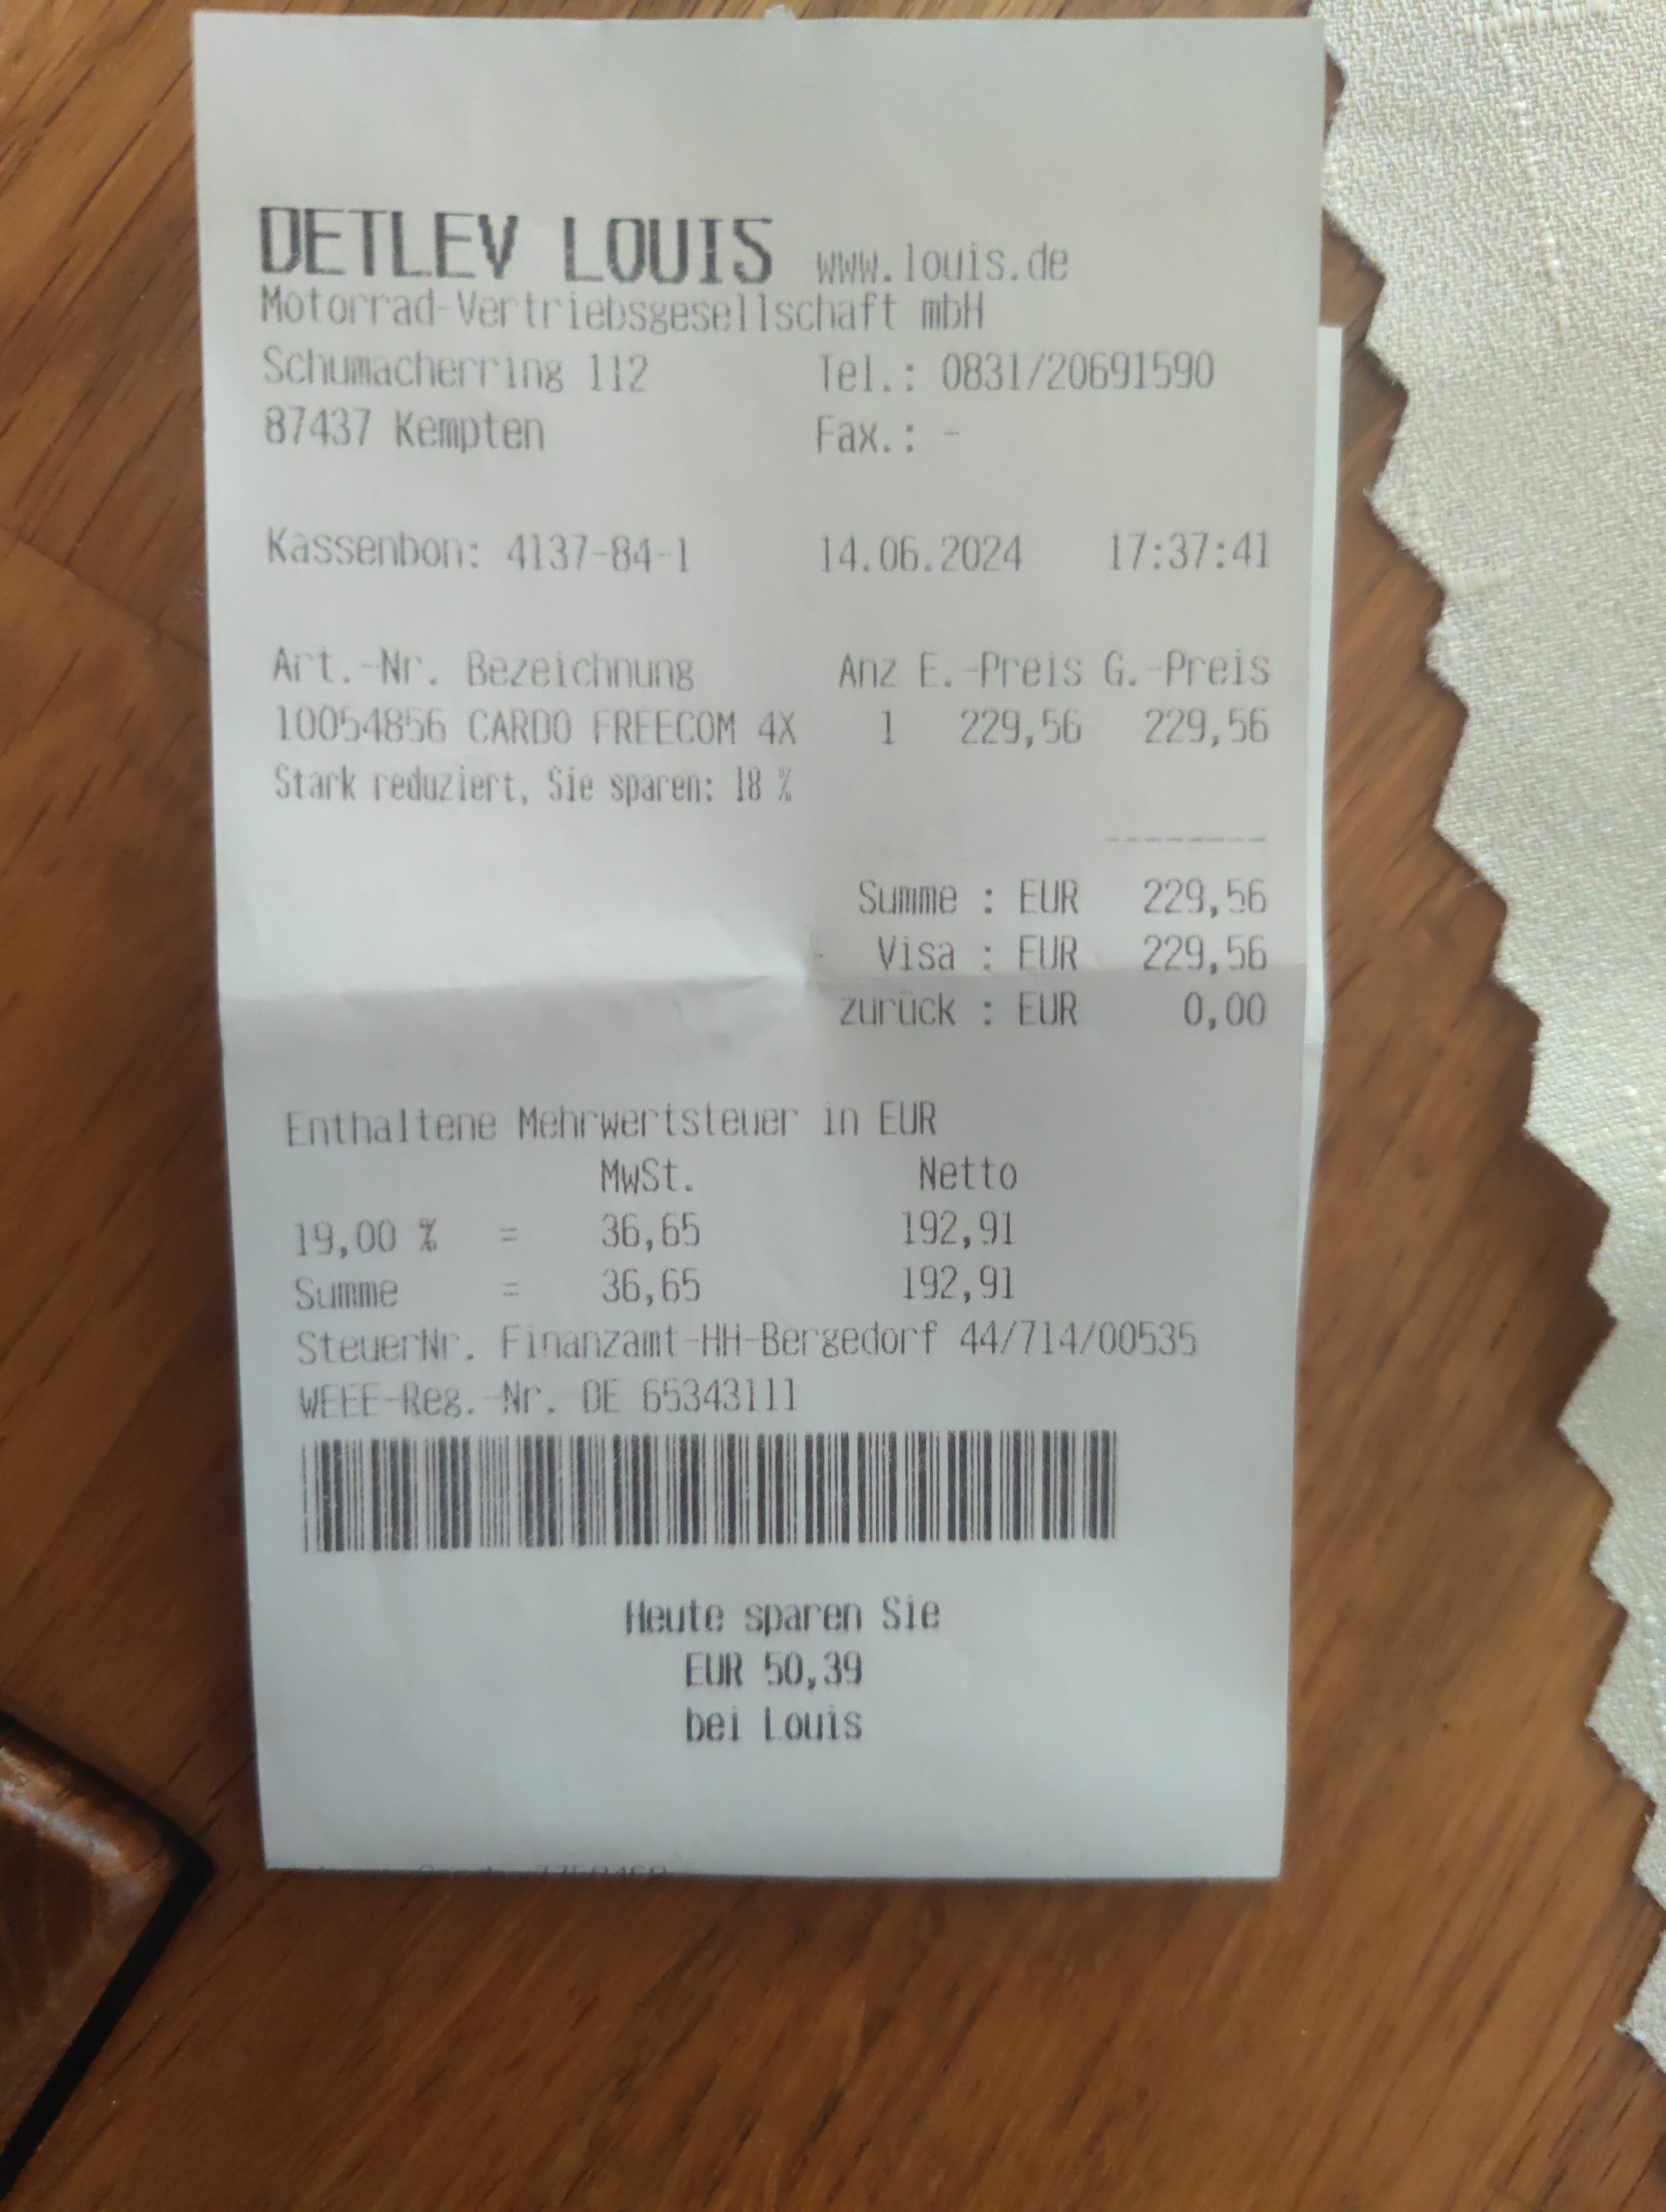 DETLEV LOUIS www.louis.de
Motorrad-Vertriebsgesellschaft mbH
Schumacherring 112 Tel.: 0831/20691590
87437 Kempten Fax.: -
Kassenbon: 4137-84-1 14.06.2024 17:37:41
Art.-Nr. Bezeichnung Anz E.-Preis G.-Preis
10054856 CARDO FREECOM 4X 1 229,56 229,56
Stark reduziert, Sie sparen: 18 %
--------
Summe : EUR 229,56
Visa : EUR 229,56
zurück : EUR 0,00
Enthaltene Mehrwertsteuer in EUR
MwSt. Netto
19,00 % = 36,65 192,91
Summe = 36,65 192,91
SteuerNr. Finanzamt-HH-Bergedorf 44/714/00535
WEEE-Reg.-Nr. DE 65343111
Heute sparen Sie
EUR 50,39
bei Louis